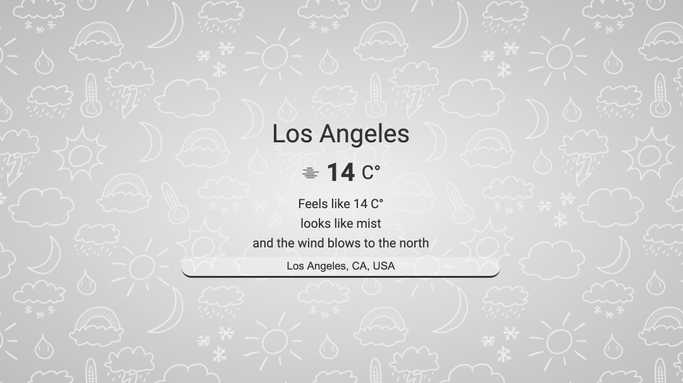 Los Angeles
14 C°
Feels like 14 C°
looks like mist
and the wind blows to the north
Los Angeles, CA, USA